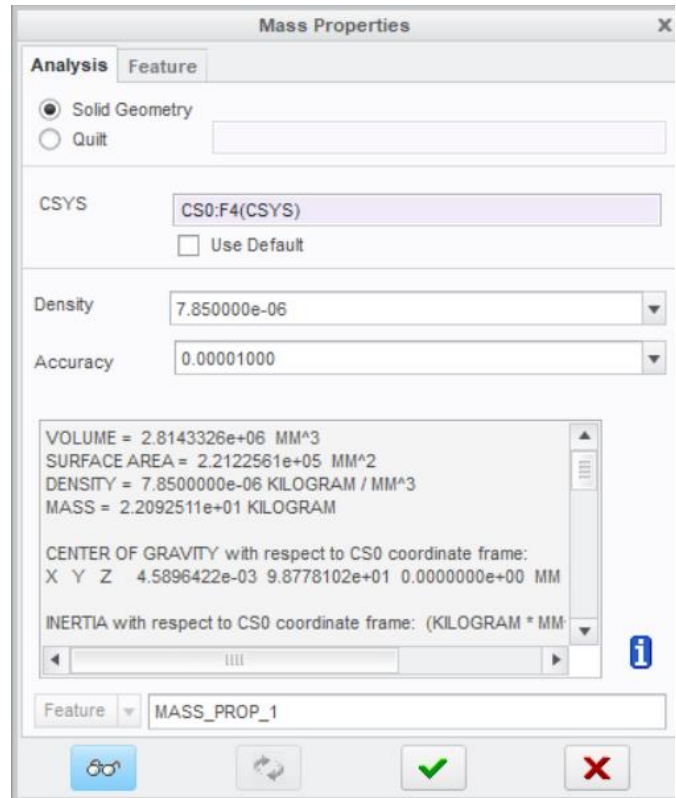 Mass Properties
Analysis Feature
Solid Geometry
Quilt
CSYS CS0:F4(CSYS)
Use Default
Density 7.850000e-06
Accuracy 0.00001000
VOLUME = 2.8143326e+06 MM^3
SURFACE AREA = 2.2122561e+05 MM^2
DENSITY = 7.8500000e-06 KILOGRAM / MM^3
MASS = 2.2092511e+01 KILOGRAM
CENTER OF GRAVITY with respect to CS0 coordinate frame:
X Y Z 4.5896422e-03 9.8778102e+01 0.0000000e+00 MM
INERTIA with respect to CS0 coordinate frame: (KILOGRAM * MM
Feature MASS_PROP_1